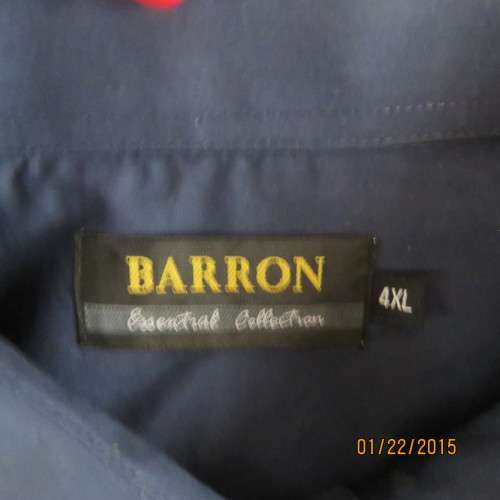 BARRON
Essential Collection
4XL
01/22/2015